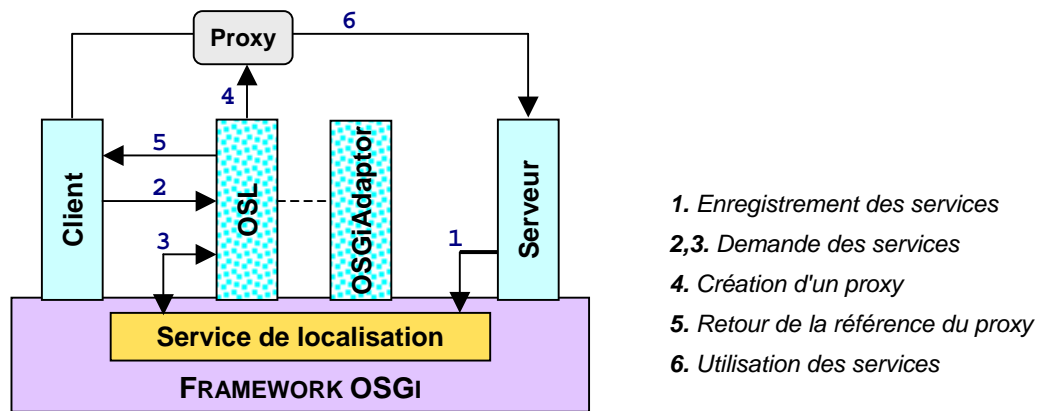 6
Proxy
4
5
2
3
1
Client
OSL
OSGiAdaptor
Serveur
Service de localisation
FRAMEWORK OSGI
1. Enregistrement des services
2,3. Demande des services
4. Création d'un proxy
5. Retour de la référence du proxy
6. Utilisation des services